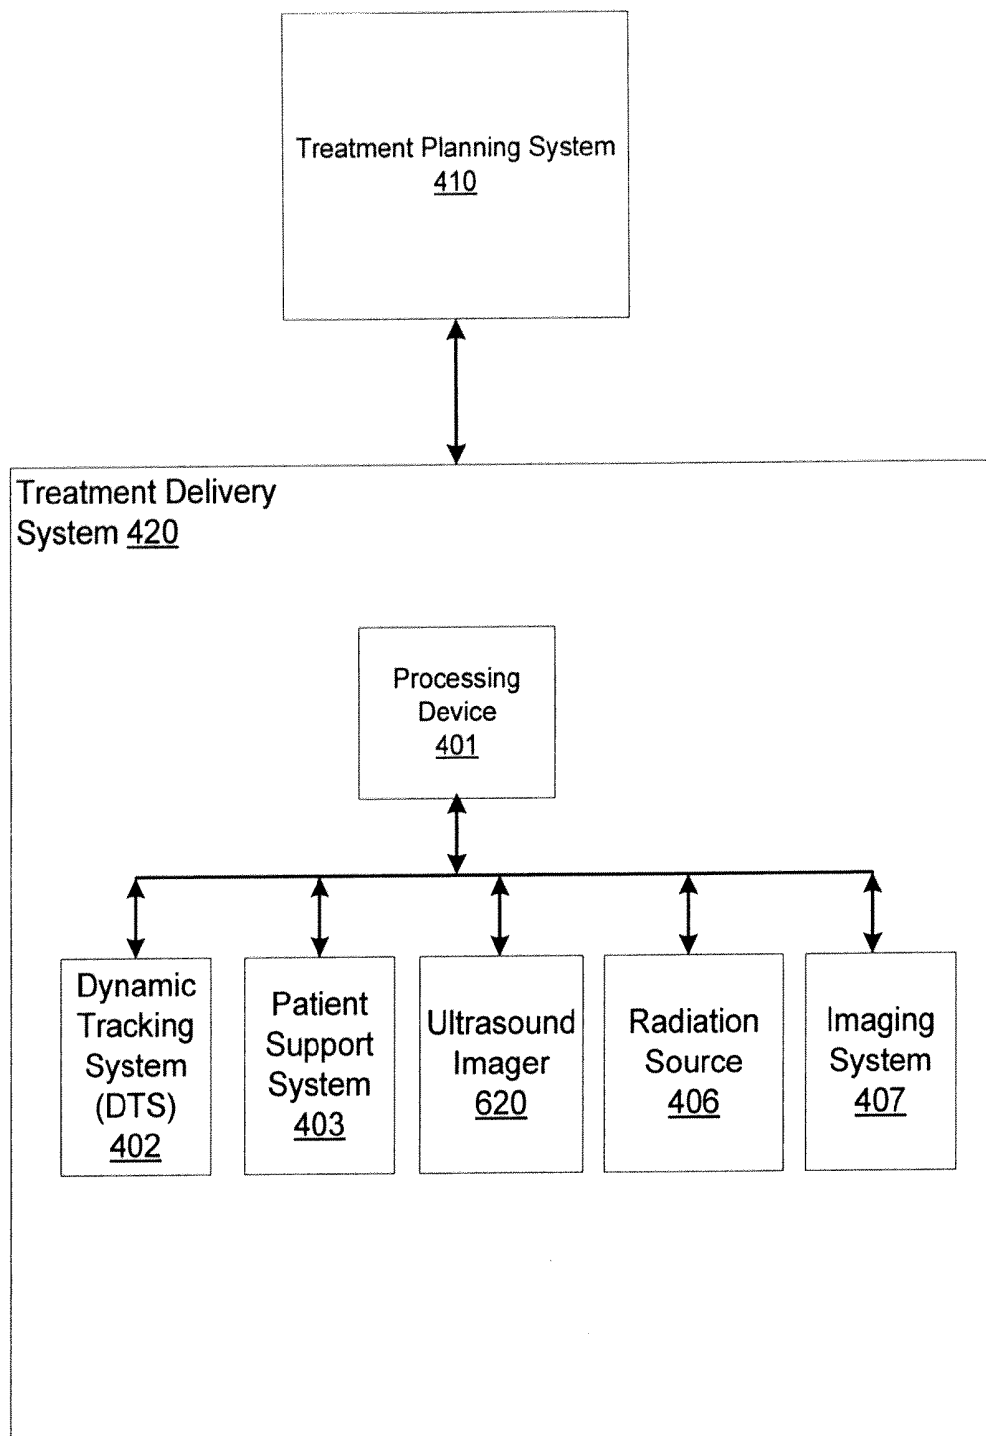 Treatment Planning System
410
Treatment Delivery
System 420
Processing
Device
401
Dynamic
Tracking
System
(DTS)
402
Patient
Support
System
403
Ultrasound
Imager
620
Radiation
Source
406
Imaging
System
407